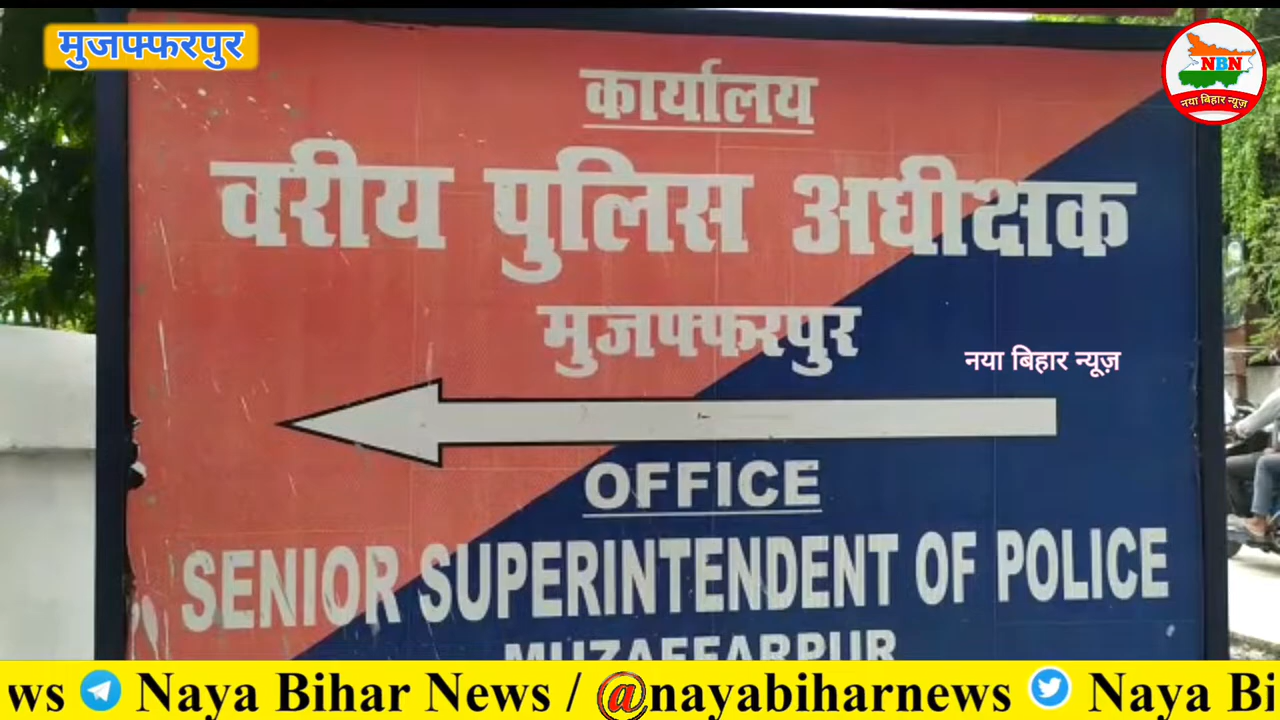 मुजफ्फरपुर
NBN
नया बिहार न्यूज़
कार्यालय
वरीय पुलिस अधीक्षक
मुजफ्फरपुर
नया बिहार न्यूज़
OFFICE
SENIOR SUPERINTENDENT OF POLICE
MUZAFFARPUR
ws Naya Bihar News / @nayabiharnews Naya Bi